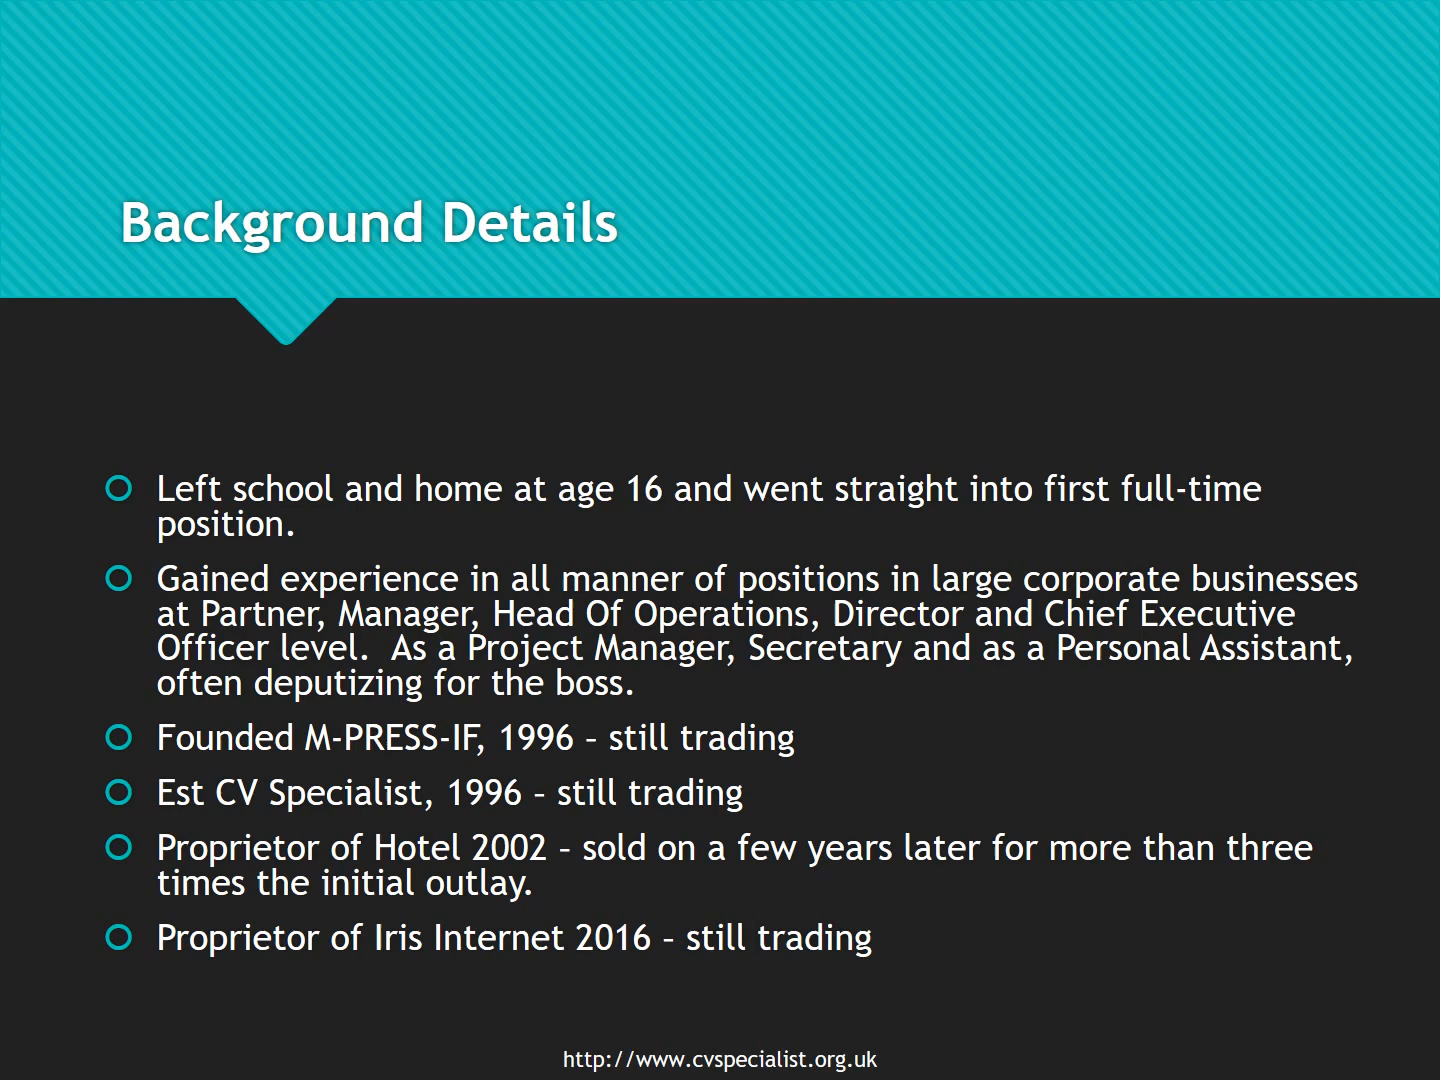 Background Details
Left school and home at age 16 and went straight into first full-time
position.
Gained experience in all manner of positions in large corporate businesses
at Partner, Manager, Head Of Operations, Director and Chief Executive
Officer level.  As a Project Manager, Secretary and as a Personal Assistant,
often deputizing for the boss.
Founded M-PRESS-IF, 1996 – still trading
Est CV Specialist, 1996 – still trading
Proprietor of Hotel 2002 – sold on a few years later for more than three
times the initial outlay.
Proprietor of Iris Internet 2016 – still trading
http://www.cvspecialist.org.uk